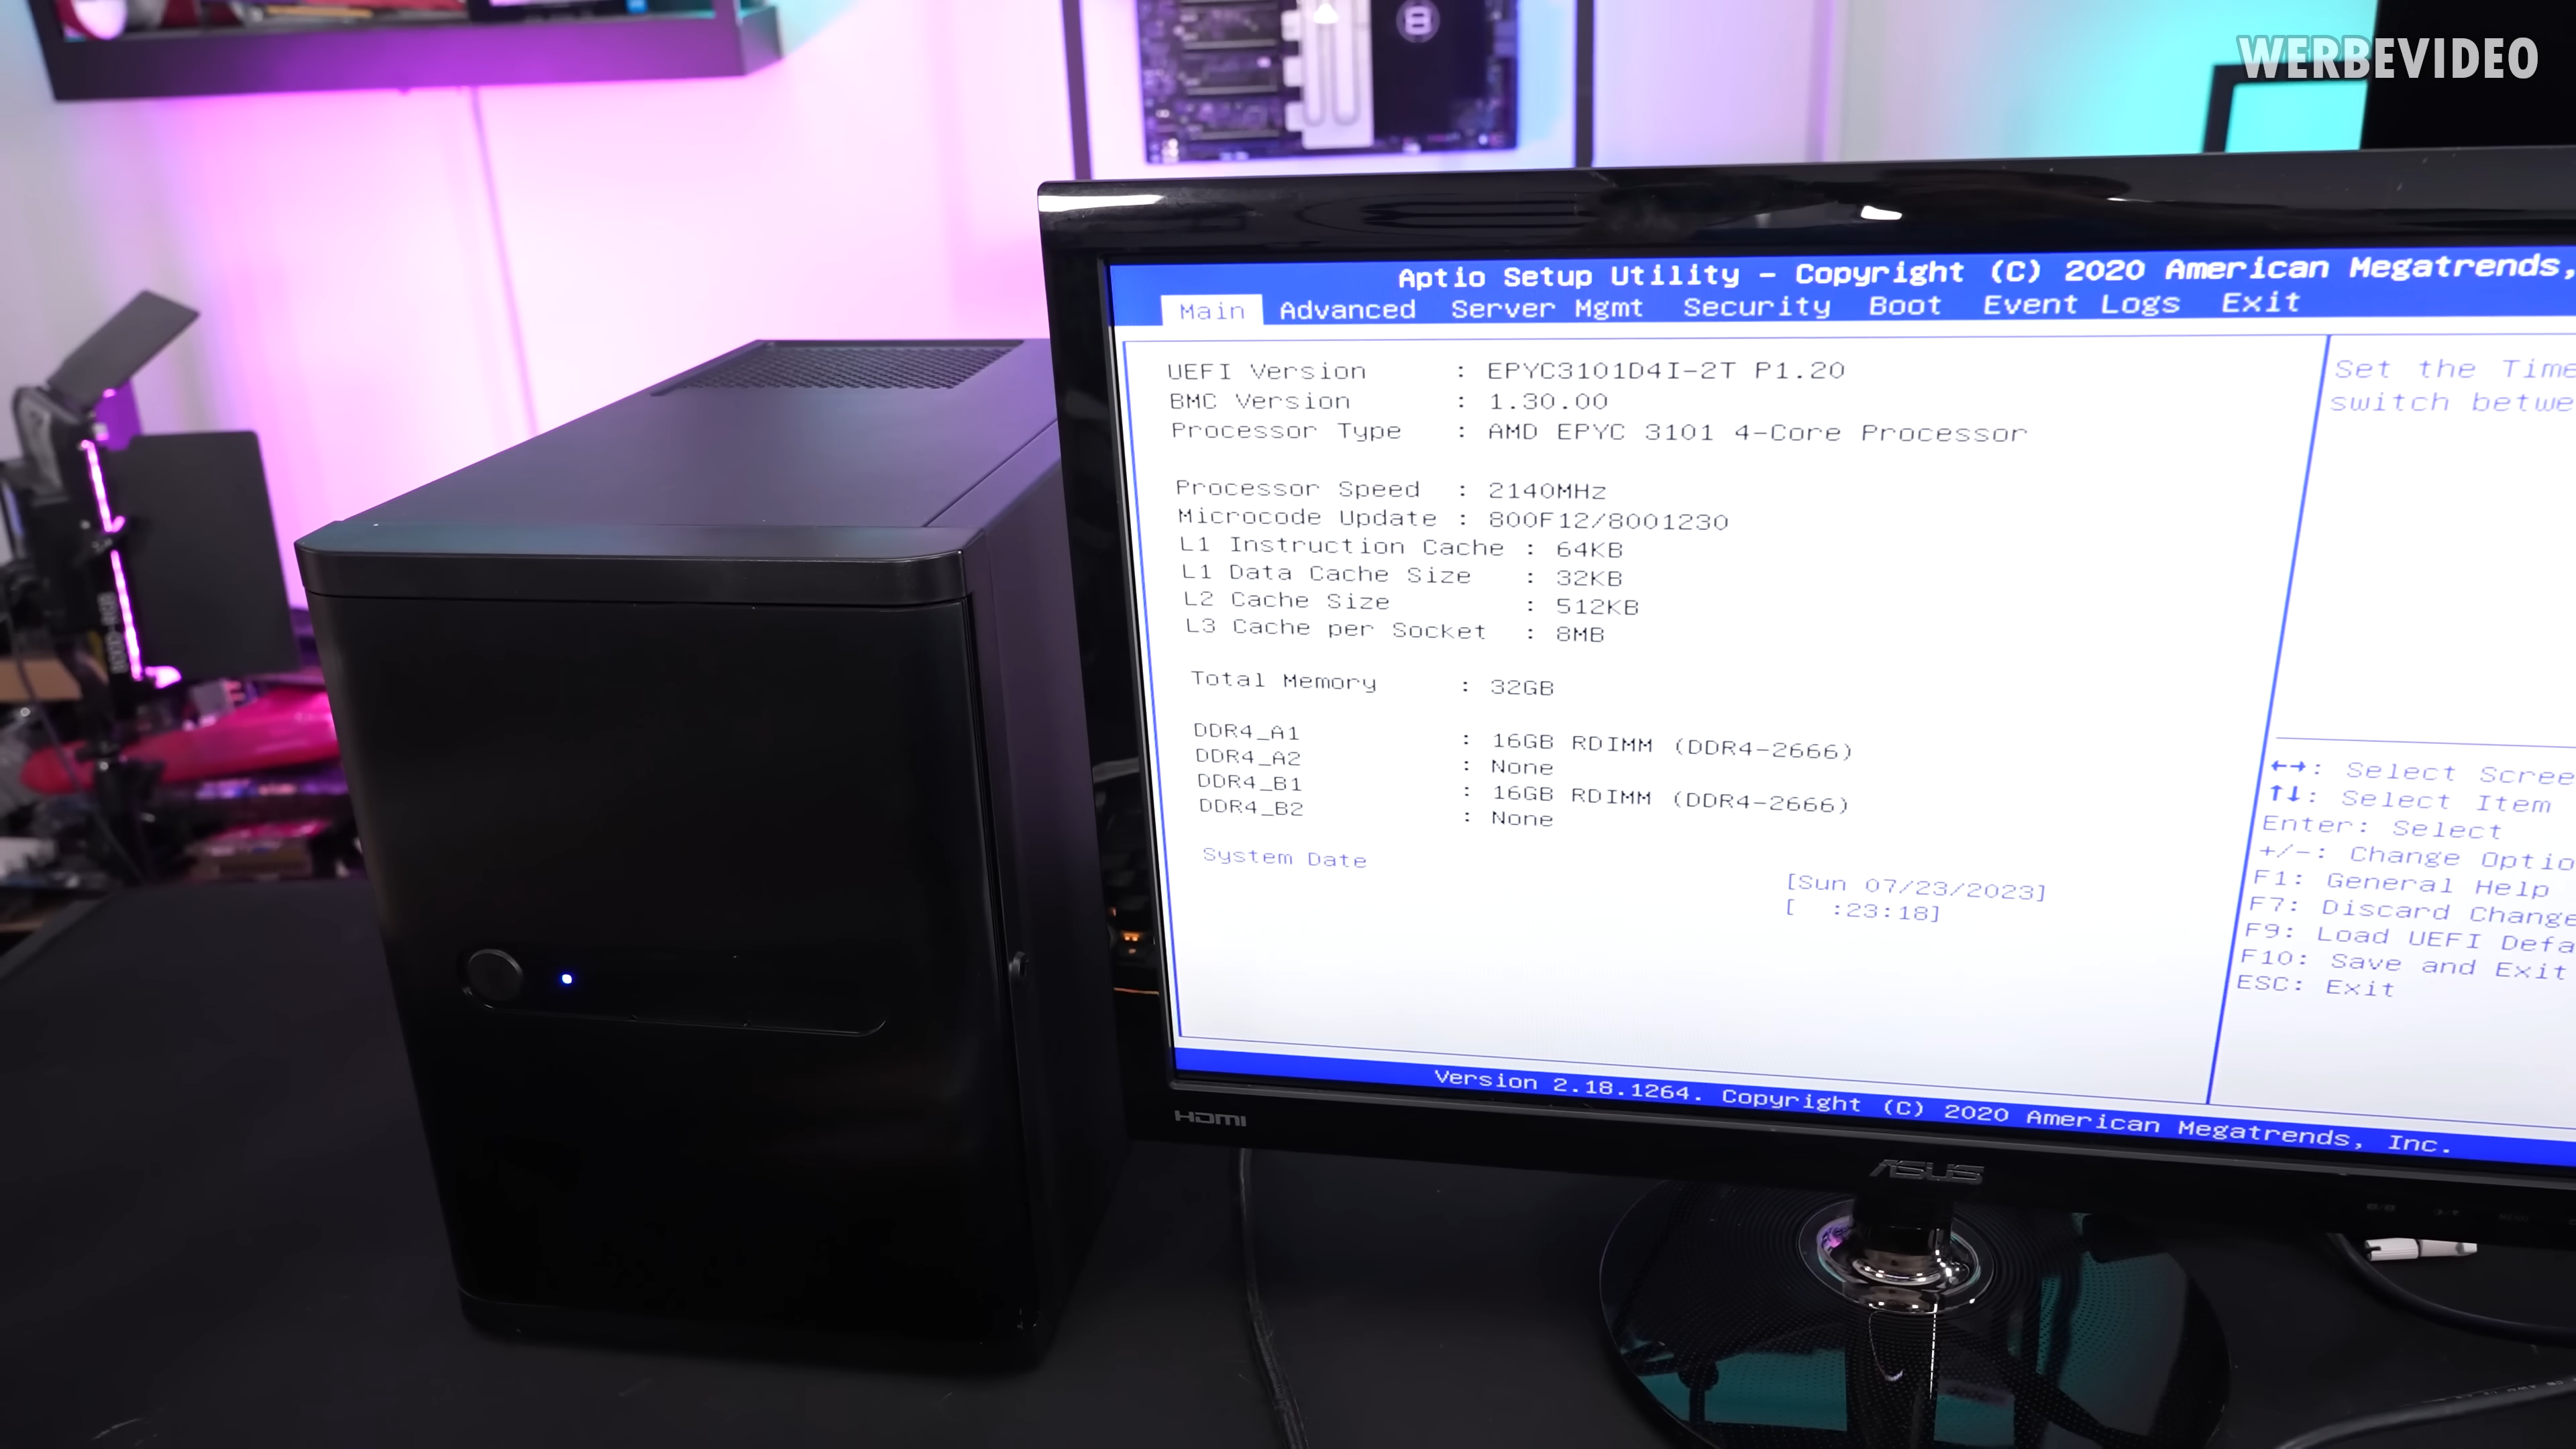 WERBEVIDEO
Aptio Setup Utility – Copyright (C) 2020 American Megatrends,
Main Advanced Server Mgmt Security Boot Event Logs Exit
UEFI Version : EPYC3101D4I-2T P1.20
BMC Version : 1.30.00
Processor Type : AMD EPYC 3101 4-Core Processor
Processor Speed : 2140MHz
Microcode Update : 800F12/8001230
L1 Instruction Cache : 64KB
L1 Data Cache Size : 32KB
L2 Cache Size : 512KB
L3 Cache per Socket : 8MB
Total Memory : 32GB
DDR4_A1 : 16GB RDIMM (DDR4-2666)
DDR4_A2 : None
DDR4_B1 : 16GB RDIMM (DDR4-2666)
DDR4_B2 : None
System Date [Sun 07/23/2023]
[ :23:18]
Set the Time
switch betwe
←→: Select Scree
↑↓: Select Item
Enter: Select
+/-: Change Optio
F1: General Help
F7: Discard Change
F9: Load UEFI Defa
F10: Save and Exit
ESC: Exit
Version 2.18.1264. Copyright (C) 2020 American Megatrends, Inc.
HDMI
ASUS